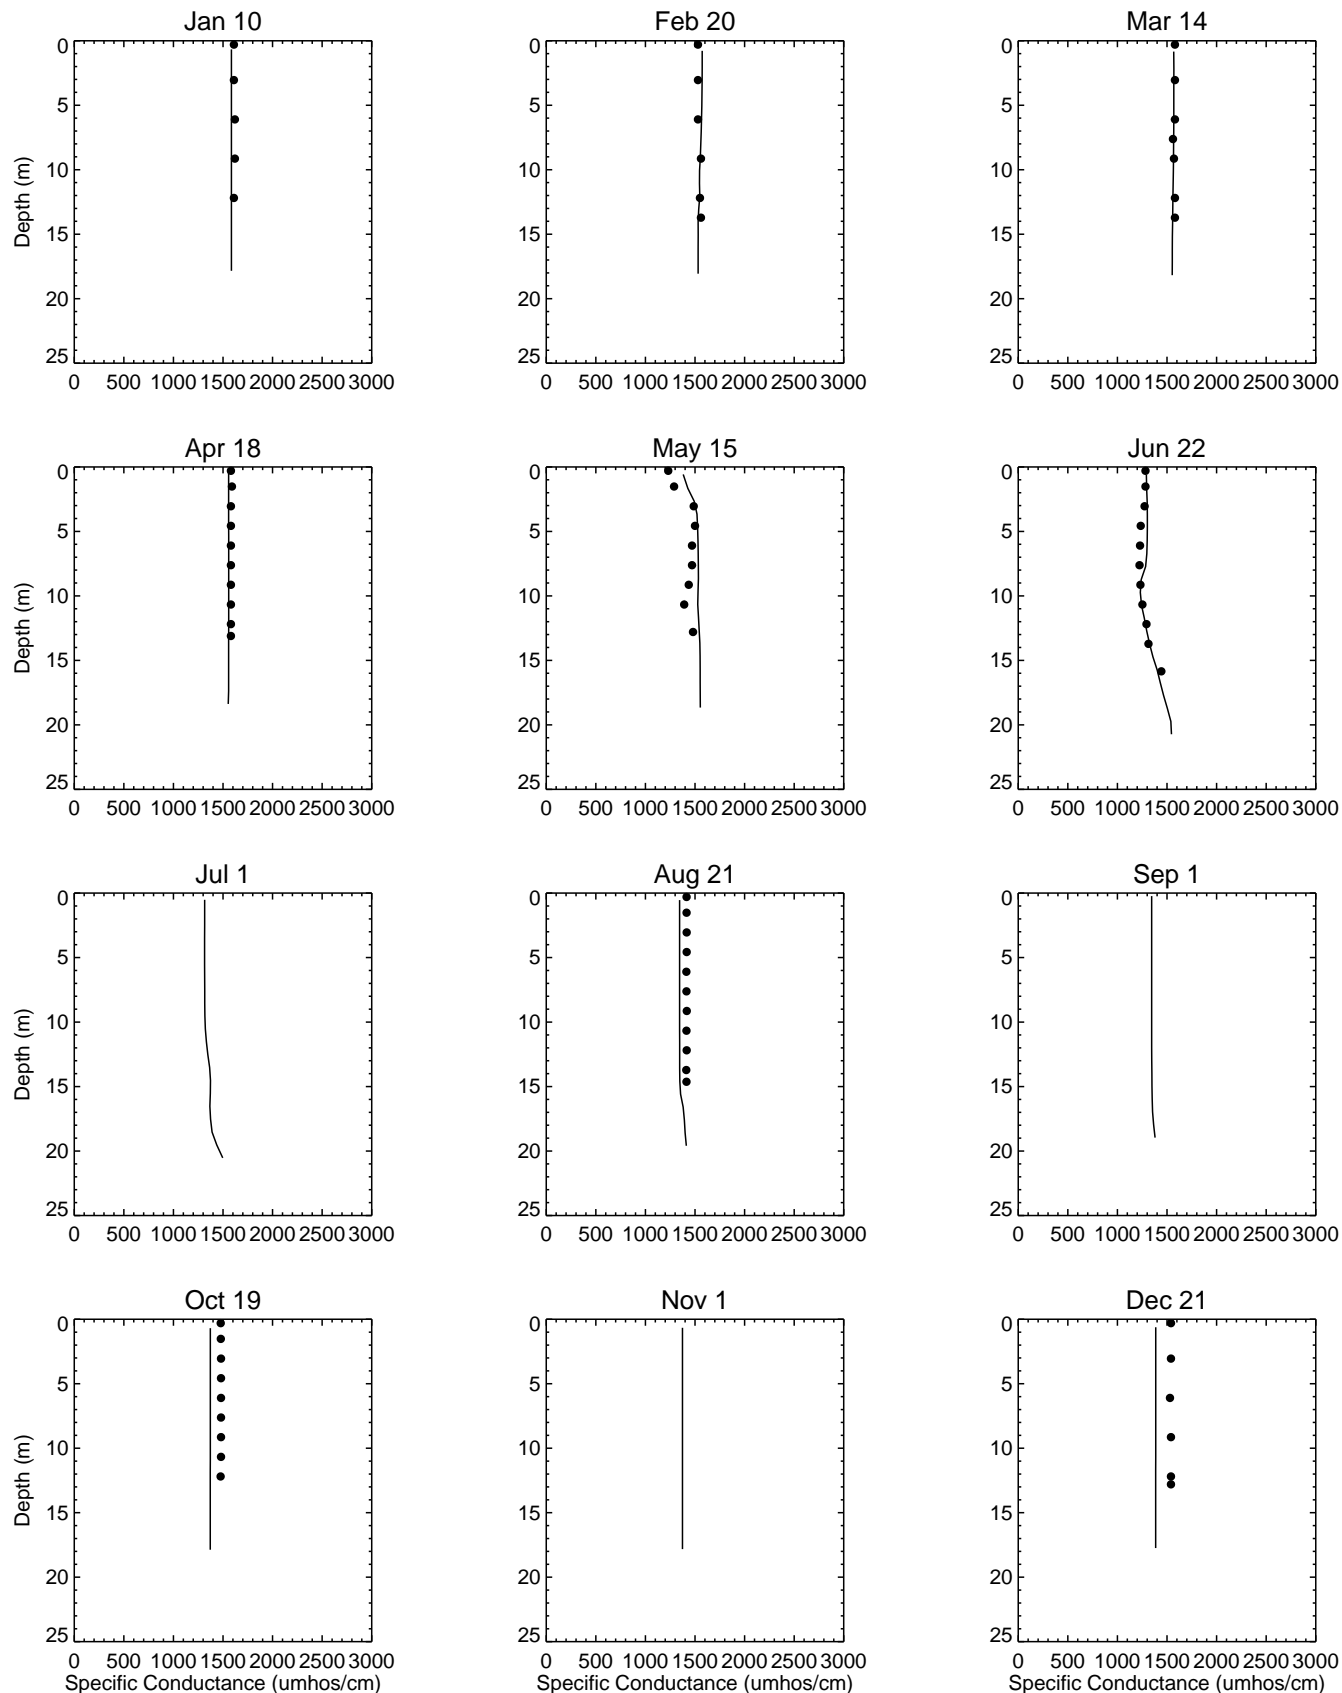 Jan 10
Feb 20
Mar 14
0 0 0
5 5 5
10 10 10
Depth (m)
15 15 15
20 20 20
25 25 25
0 500 1000 1500 2000 2500 3000 0 500 1000 1500 2000 2500 3000 0 500 1000 1500 2000 2500 3000
Apr 18
May 15
Jun 22
0 0 0
5 5 5
10 10 10
Depth (m)
15 15 15
20 20 20
25 25 25
0 500 1000 1500 2000 2500 3000 0 500 1000 1500 2000 2500 3000 0 500 1000 1500 2000 2500 3000
Jul 1
Aug 21
Sep 1
0 0 0
5 5 5
10 10 10
Depth (m)
15 15 15
20 20 20
25 25 25
0 500 1000 1500 2000 2500 3000 0 500 1000 1500 2000 2500 3000 0 500 1000 1500 2000 2500 3000
Oct 19
Nov 1
Dec 21
0 0 0
5 5 5
10 10 10
Depth (m)
15 15 15
20 20 20
25 25 25
0 500 1000 1500 2000 2500 3000 0 500 1000 1500 2000 2500 3000 0 500 1000 1500 2000 2500 3000
Specific Conductance (umhos/cm) Specific Conductance (umhos/cm) Specific Conductance (umhos/cm)